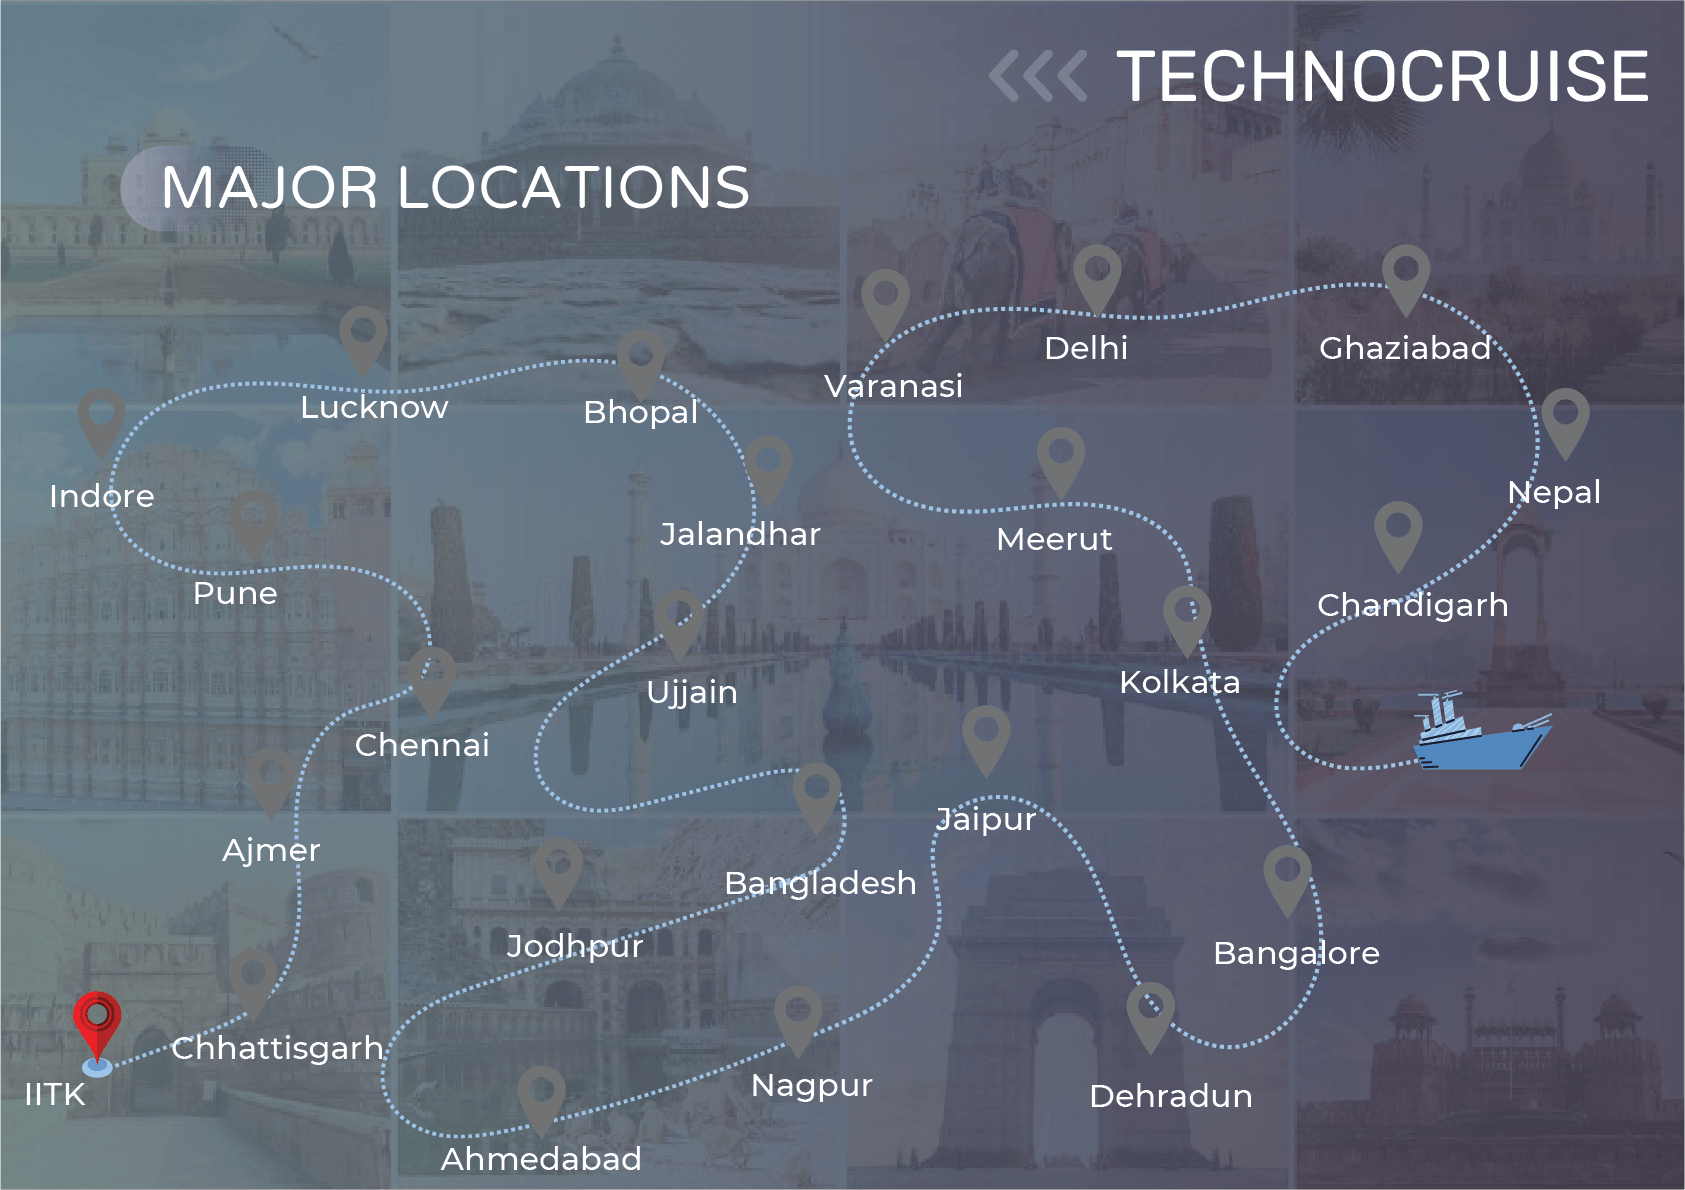 TECHNOCRUISE
MAJOR LOCATIONS
Delhi
Ghaziabad
Varanasi
Lucknow
Bhopal
Indore
Nepal
Jalandhar
Meerut
Pune
Chandigarh
Ujjain
Kolkata
Chennai
Jaipur
Ajmer
Bangladesh
Jodhpur
Bangalore
Chhattisgarh
IITK
Nagpur
Dehradun
Ahmedabad